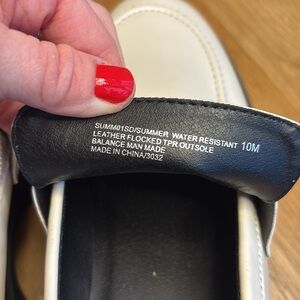 SUMM01SD/SUMMER WATER RESISTANT 10M
LEATHER FLOCKED TPR OUTSOLE
BALANCE MAN MADE
MADE IN CHINA/3032